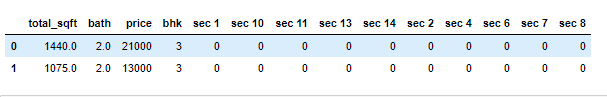 total_sqft bath price bhk sec 1 sec 10 sec 11 sec 13 sec 14 sec 2 sec 4 sec 6 sec 7 sec 8
0 1440.0 2.0 21000 3 0 0 0 0 0 0 0 0 0 0
1 1075.0 2.0 13000 3 0 0 0 0 0 0 0 0 0 0